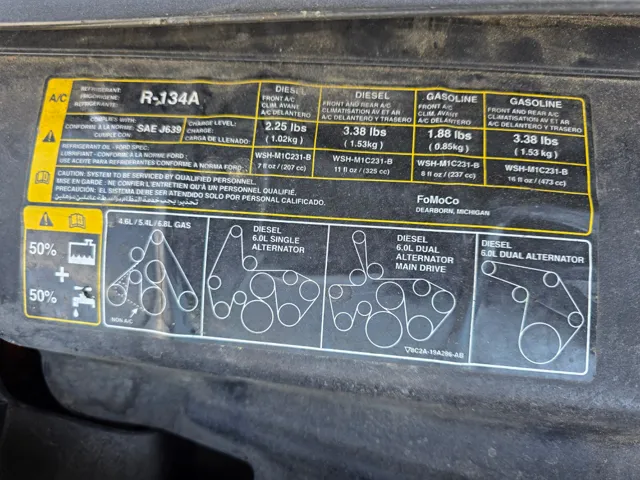 A/C
REFRIGERANT:
FRIGORIGENE:
REFRIGERANTE:
R-134A
DIESEL
FRONT A/C
CLIM. AVANT
A/C DELANTERO
DIESEL
FRONT AND REAR A/C
CLIMATISATION AV ET AR
A/C DELANTERO Y TRASERO
GASOLINE
FRONT A/C
CLIM. AVANT
A/C DELANTERO
GASOLINE
FRONT AND REAR A/C
CLIMATISATION AV ET AR
A/C DELANTERO Y TRASERO
COMPLIES WITH:
CONFORME A LA NORME:
CUMPLE CON:
SAE J639
CHARGE LEVEL:
CHARGE:
CARGA DE LLENADO:
2.25 lbs
(1.02kg)
3.38 lbs
(1.53kg)
1.88 lbs
(0.85kg)
3.38 lbs
(1.53 kg)
REFRIGERANT OIL - FORD SPEC:
LUBRIFIANT - CONFORME A LA NORME FORD:
USE ACEITE PARA REFRIGERANTES CONFORME A NORMA FORD:
WSH-M1C231-B
7 fl oz / (207 cc)
WSH-M1C231-B
11 fl oz / (325 cc)
WSH-M1C231-B
8 fl oz / (237 cc)
WSH-M1C231-B
16 fl oz / (473 cc)
CAUTION: SYSTEM TO BE SERVICED BY QUALIFIED PERSONNEL.
MISE EN GARDE: NE CONFIER L'ENTRETIEN QU'A UN PERSONNEL QUALIFIE.
PRECAUCION: EL SISTEMA DEBE SER ATENDIDO SOLO POR PERSONAL CALIFICADO.
FoMoCo
DEARBORN, MICHIGAN
50%
+
50%
4.6L / 5.4L / 6.8L GAS
NON-A/C
DIESEL
6.0L SINGLE
ALTERNATOR
DIESEL
6.0L DUAL
ALTERNATOR
MAIN DRIVE
8C2A-19A286-AB
DIESEL
6.0L DUAL ALTERNATOR